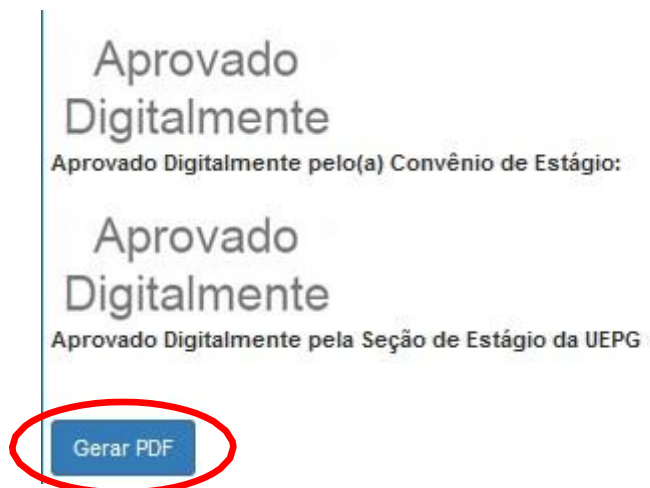 Aprovado
Digitalmente
Aprovado Digitalmente pelo(a) Convênio de Estágio:
Aprovado
Digitalmente
Aprovado Digitalmente pela Seção de Estágio da UEPG
Gerar PDF